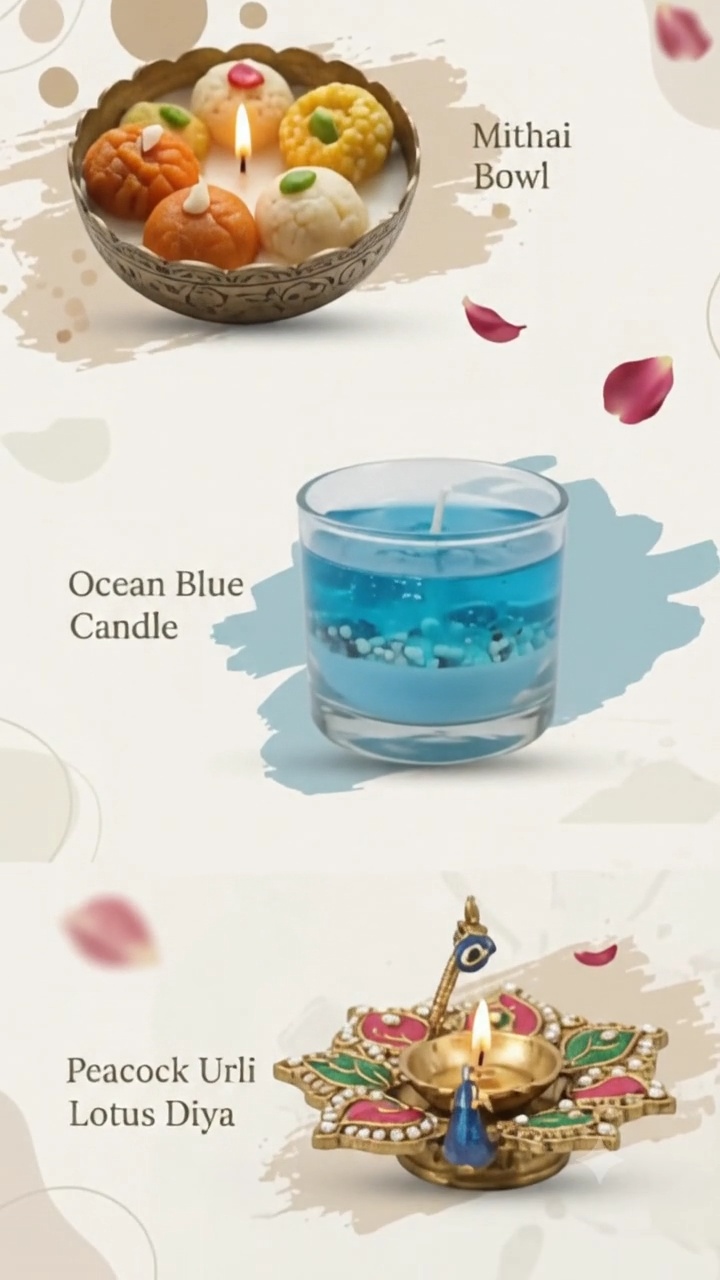 Mithai
Bowl
Ocean Blue
Candle
Peacock Urli
Lotus Diya